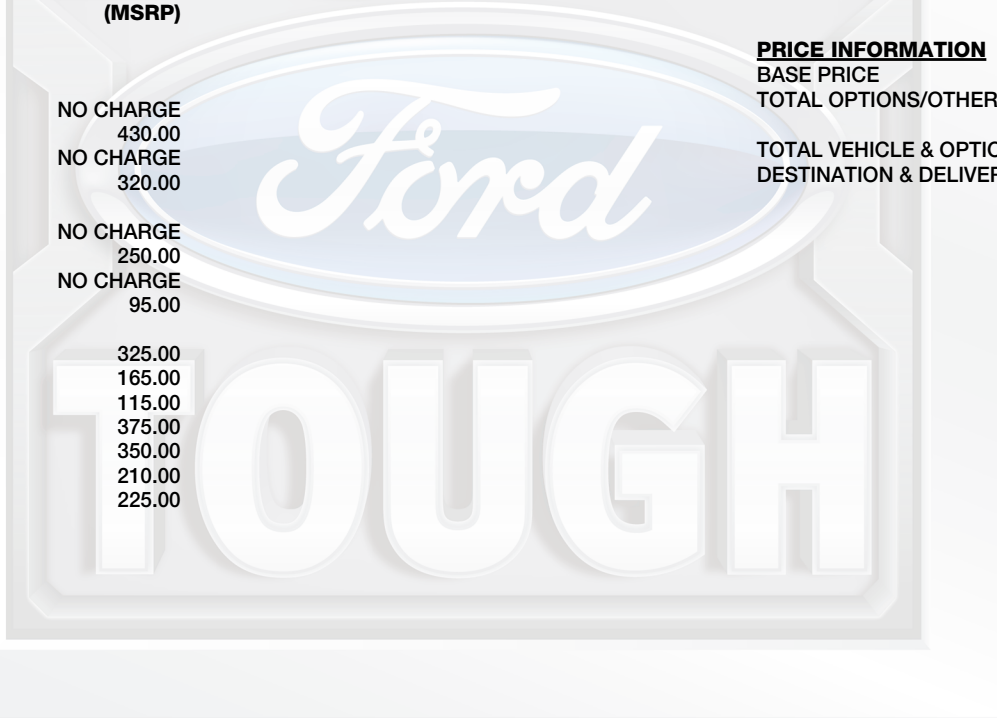 (MSRP)
NO CHARGE
430.00
NO CHARGE
320.00
NO CHARGE
250.00
NO CHARGE
95.00
325.00
165.00
115.00
375.00
350.00
210.00
225.00
PRICE INFORMATION
BASE PRICE
TOTAL OPTIONS/OTHER
TOTAL VEHICLE & OPTIO
DESTINATION & DELIVER
Ford
TOUGH